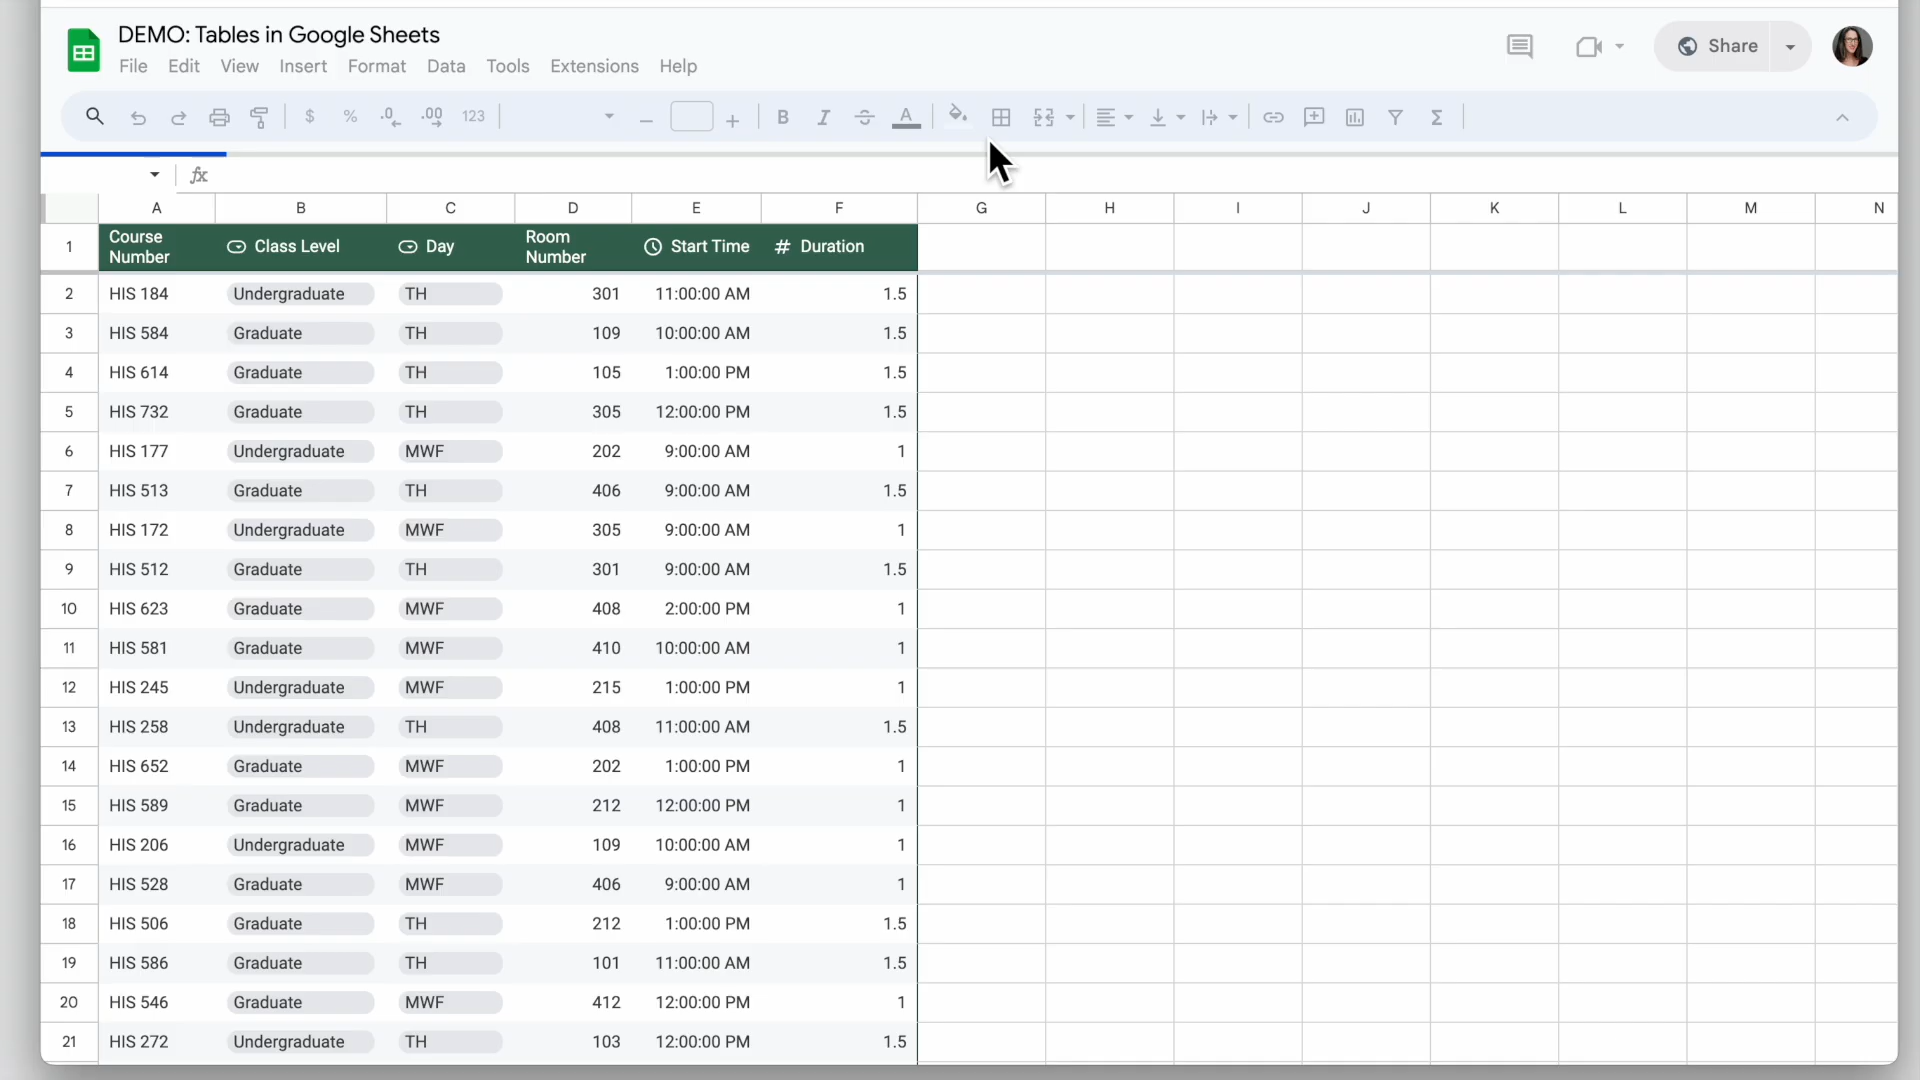 DEMO: Tables in Google Sheets
File Edit View Insert Format Data Tools Extensions Help
Share
$ % .0 .00 123 B I S A Σ
fx
A B C D E F G H I J K L M N
1 Course Number Class Level Day Room Number Start Time # Duration
2 HIS 184 Undergraduate TH 301 11:00:00 AM 1.5
3 HIS 584 Graduate TH 109 10:00:00 AM 1.5
4 HIS 614 Graduate TH 105 1:00:00 PM 1.5
5 HIS 732 Graduate TH 305 12:00:00 PM 1.5
6 HIS 177 Undergraduate MWF 202 9:00:00 AM 1
7 HIS 513 Graduate TH 406 9:00:00 AM 1.5
8 HIS 172 Undergraduate MWF 305 9:00:00 AM 1
9 HIS 512 Graduate TH 301 9:00:00 AM 1.5
10 HIS 623 Graduate MWF 408 2:00:00 PM 1
11 HIS 581 Graduate MWF 410 10:00:00 AM 1
12 HIS 245 Undergraduate MWF 215 1:00:00 PM 1
13 HIS 258 Undergraduate TH 408 11:00:00 AM 1.5
14 HIS 652 Graduate MWF 202 1:00:00 PM 1
15 HIS 589 Graduate MWF 212 12:00:00 PM 1
16 HIS 206 Undergraduate MWF 109 10:00:00 AM 1
17 HIS 528 Graduate MWF 406 9:00:00 AM 1
18 HIS 506 Graduate TH 212 1:00:00 PM 1.5
19 HIS 586 Graduate TH 101 11:00:00 AM 1.5
20 HIS 546 Graduate MWF 412 12:00:00 PM 1
21 HIS 272 Undergraduate TH 103 12:00:00 PM 1.5